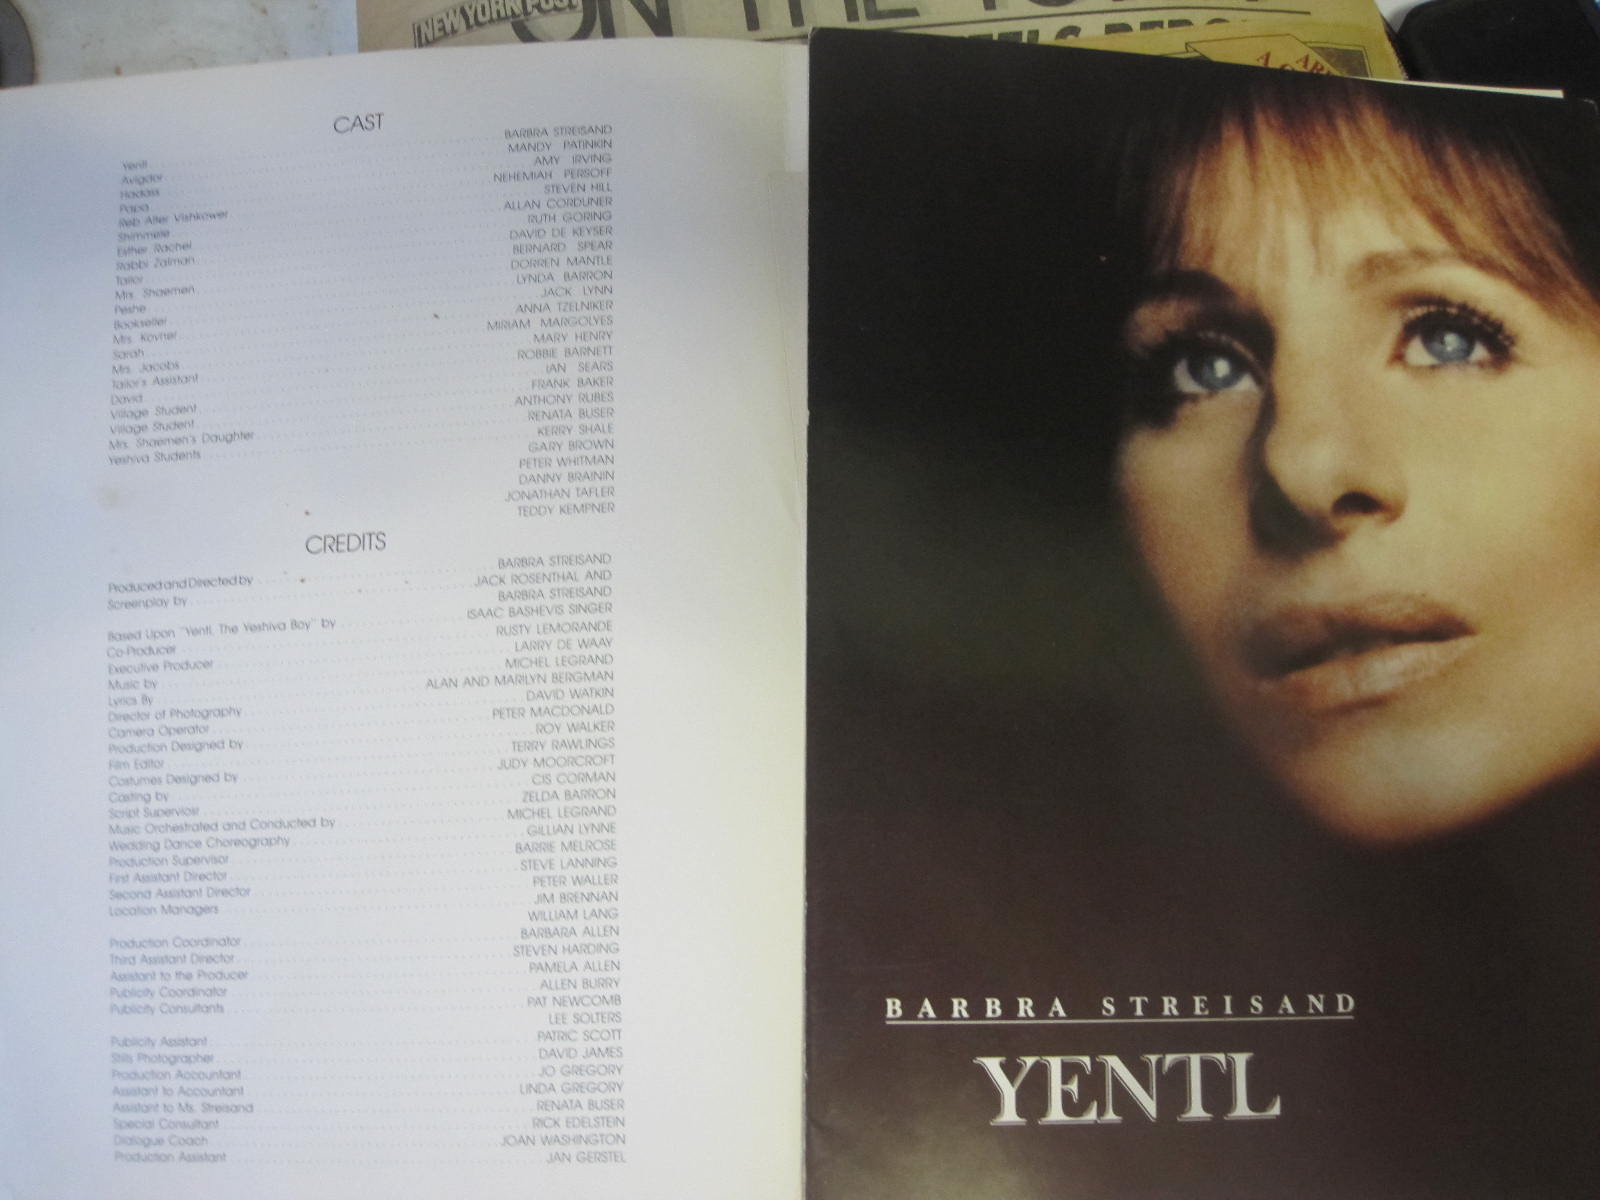 NEW YORK POST
ON THE TO
CAST
Yentl BARBRA STREISAND
Avigdor MANDY PATINKIN
Hadass AMY IRVING
Papa NEHEMIAH PERSOFF
Reb Alter Vishkower STEVEN HILL
Shimmele ALLAN CORDUNER
Esther Rachel RUTH GORING
Rabbi Zalman DAVID DE KEYSER
Tailor BERNARD SPEAR
Mrs. Shaemen DORREN MANTLE
Peshe LYNDA BARRON
Bookseller JACK LYNN
Mrs. Kovner ANNA TZELNIKER
Sarah MIRIAM MARGOLYES
Mrs. Jacobs MARY HENRY
Tailor's Assistant ROBBIE BARNETT
David IAN SEARS
Village Student FRANK BAKER
Village Student ANTHONY RUBES
Mrs. Shaemen's Daughter RENATA BUSER
Yeshiva Students KERRY SHALE
GARY BROWN
PETER WHITMAN
DANNY BRAININ
JONATHAN TAFLER
TEDDY KEMPNER
CREDITS
Produced and Directed by BARBRA STREISAND
Screenplay by JACK ROSENTHAL AND
BARBRA STREISAND
Based Upon "Yentl, The Yeshiva Boy" by ISAAC BASHEVIS SINGER
Co-Producer RUSTY LEMORANDE
Executive Producer LARRY DE WAAY
Music by MICHEL LEGRAND
Lyrics By ALAN AND MARILYN BERGMAN
Director of Photography DAVID WATKIN
Camera Operator PETER MACDONALD
Production Designed by ROY WALKER
Film Editor TERRY RAWLINGS
Costumes Designed by JUDY MOORCROFT
Casting by CIS CORMAN
Script Supervisor ZELDA BARRON
Music Orchestrated and Conducted by MICHEL LEGRAND
Wedding Dance Choreography GILLIAN LYNNE
Production Supervisor BARRIE MELROSE
First Assistant Director STEVE LANNING
Second Assistant Director PETER WALLER
Location Managers JIM BRENNAN
WILLIAM LANG
Production Coordinator BARBARA ALLEN
Third Assistant Director STEVEN HARDING
Assistant to the Producer PAMELA ALLEN
Publicity Coordinator ALLEN BURRY
Publicity Consultants PAT NEWCOMB
LEE SOLTERS
Publicity Assistant PATRIC SCOTT
Stills Photographer DAVID JAMES
Production Accountant JO GREGORY
Assistant to Accountant LINDA GREGORY
Assistant to Ms. Streisand RENATA BUSER
Special Consultant RICK EDELSTEIN
Dialogue Coach JOAN WASHINGTON
Production Assistant JAN GERSTEL
BARBRA STREISAND
YENTL